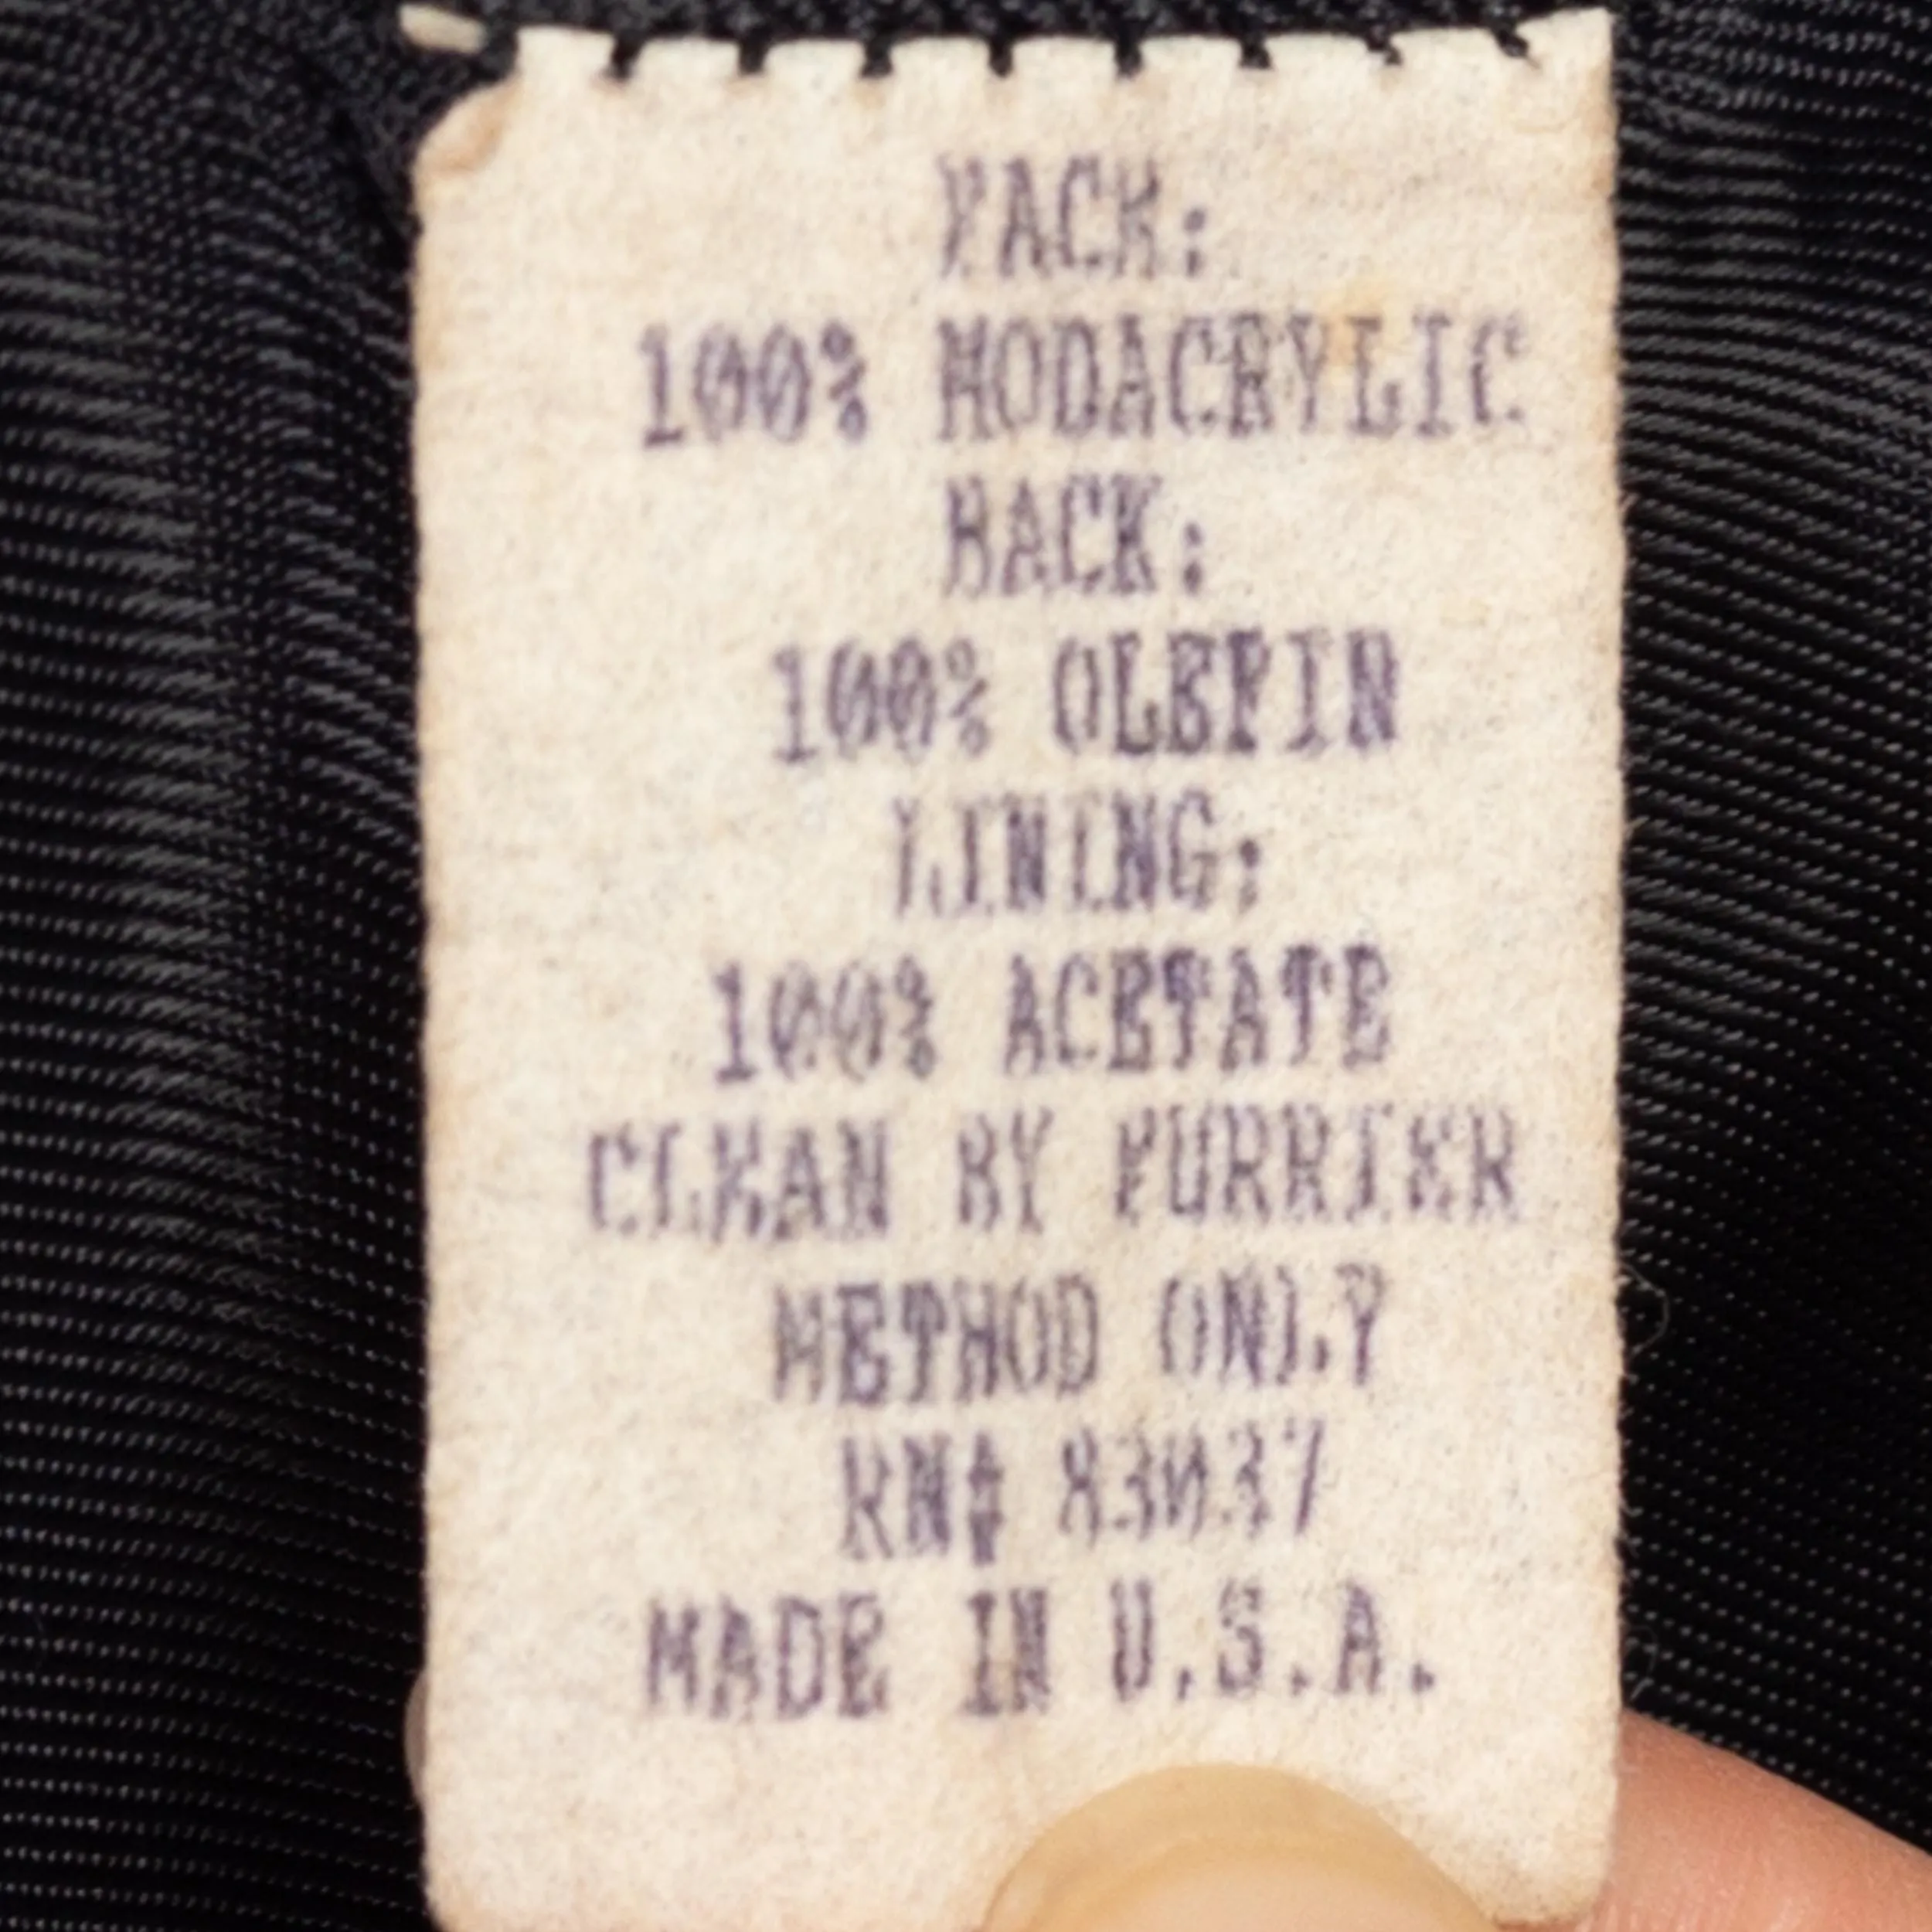 FACE:
100% MODACRYLIC
BACK:
100% OLEFIN
LINING:
100% ACETATE
CLEAN BY FURRIER
METHOD ONLY
RN# 83037
MADE IN U.S.A.